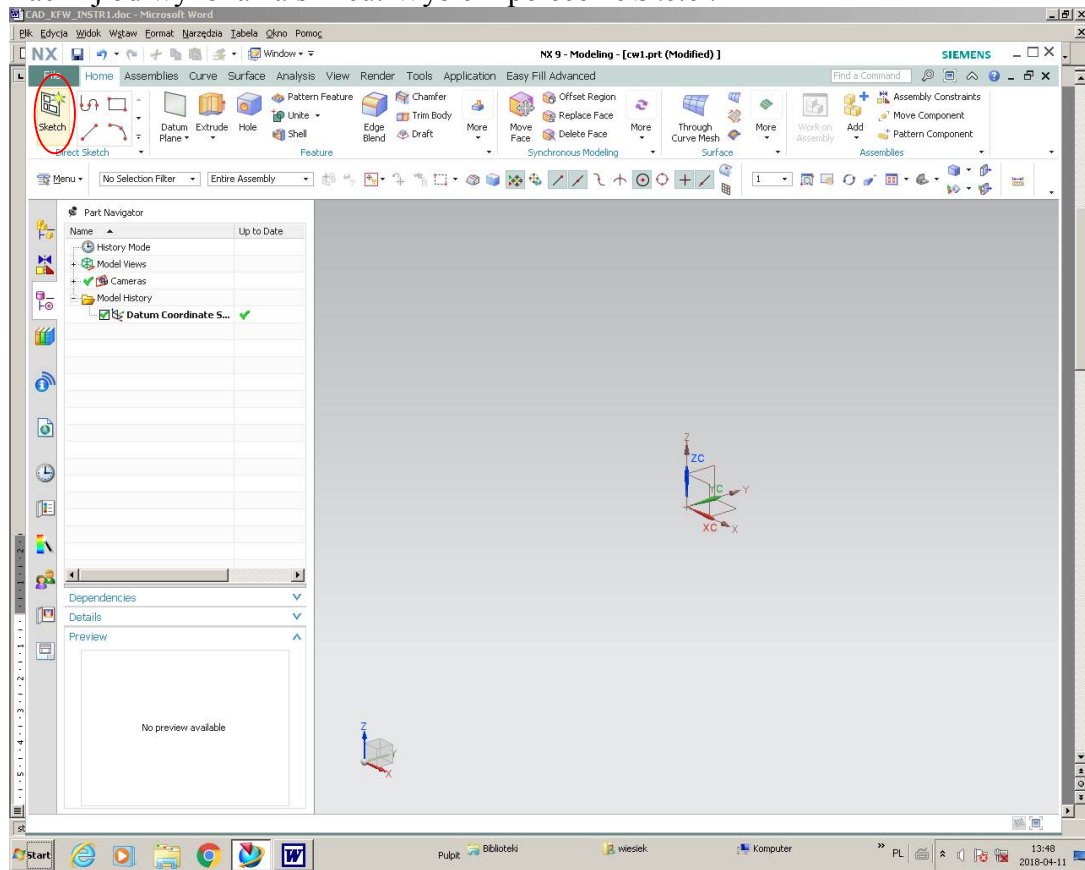 CAD_KFW_INSTR1.doc - Microsoft Word
Plik Edycja Widok Wstaw Format Narzędzia Tabela Okno Pomoc
NX Window NX 9 - Modeling - [cw1.prt (Modified) ] SIEMENS
File Home Assemblies Curve Surface Analysis View Render Tools Application Easy Fill Advanced Find a Command
Sketch
Direct Sketch
Datum Plane
Extrude
Hole
Pattern Feature
Unite
Shell
Edge Blend
Chamfer
Trim Body
Draft
More
Feature
Move Face
Offset Region
Replace Face
Delete Face
More
Synchronous Modeling
Through Curve Mesh
More
Surface
Work on Assembly
Add
Assembly Constraints
Move Component
Pattern Component
Assemblies
Menu No Selection Filter Entire Assembly 1
Part Navigator
Name Up to Date
History Mode
Model Views
Cameras
Model History
Datum Coordinate S...
Z
ZC
YC Y
XC X
Dependencies
Details
Preview
No preview available
Z
Y
X
Start Pulpit Biblioteki wiesiek Komputer » PL 13:48
2018-04-11